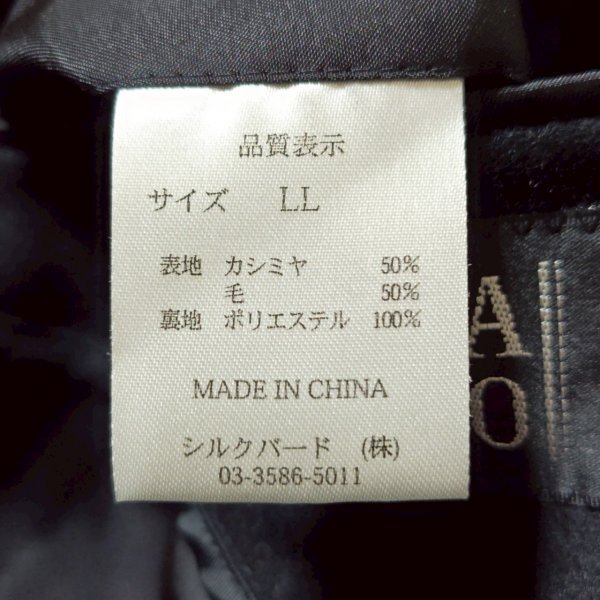 品質表示
サイズ LL
表地 カシミヤ 50%
毛 50%
裏地 ポリエステル 100%
MADE IN CHINA
シルクバード (株)
03-3586-5011
A
O